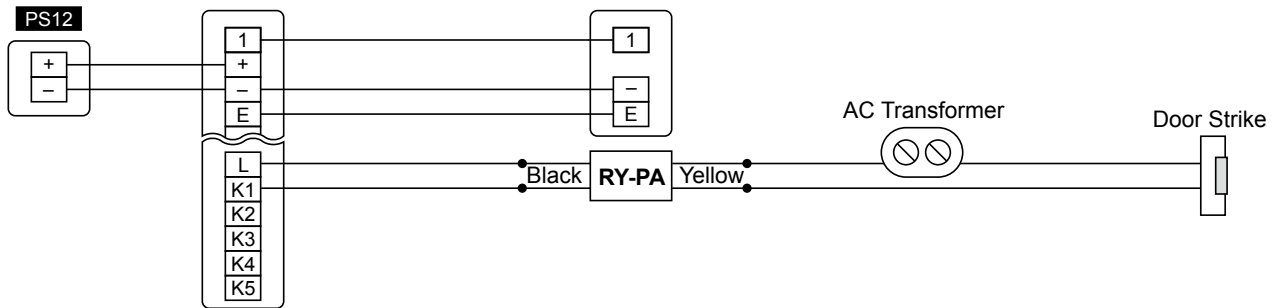 PS12
+
–
1
+
–
E
L
K1
K2
K3
K4
K5
1
–
E
Black RY-PA Yellow
AC Transformer
Door Strike